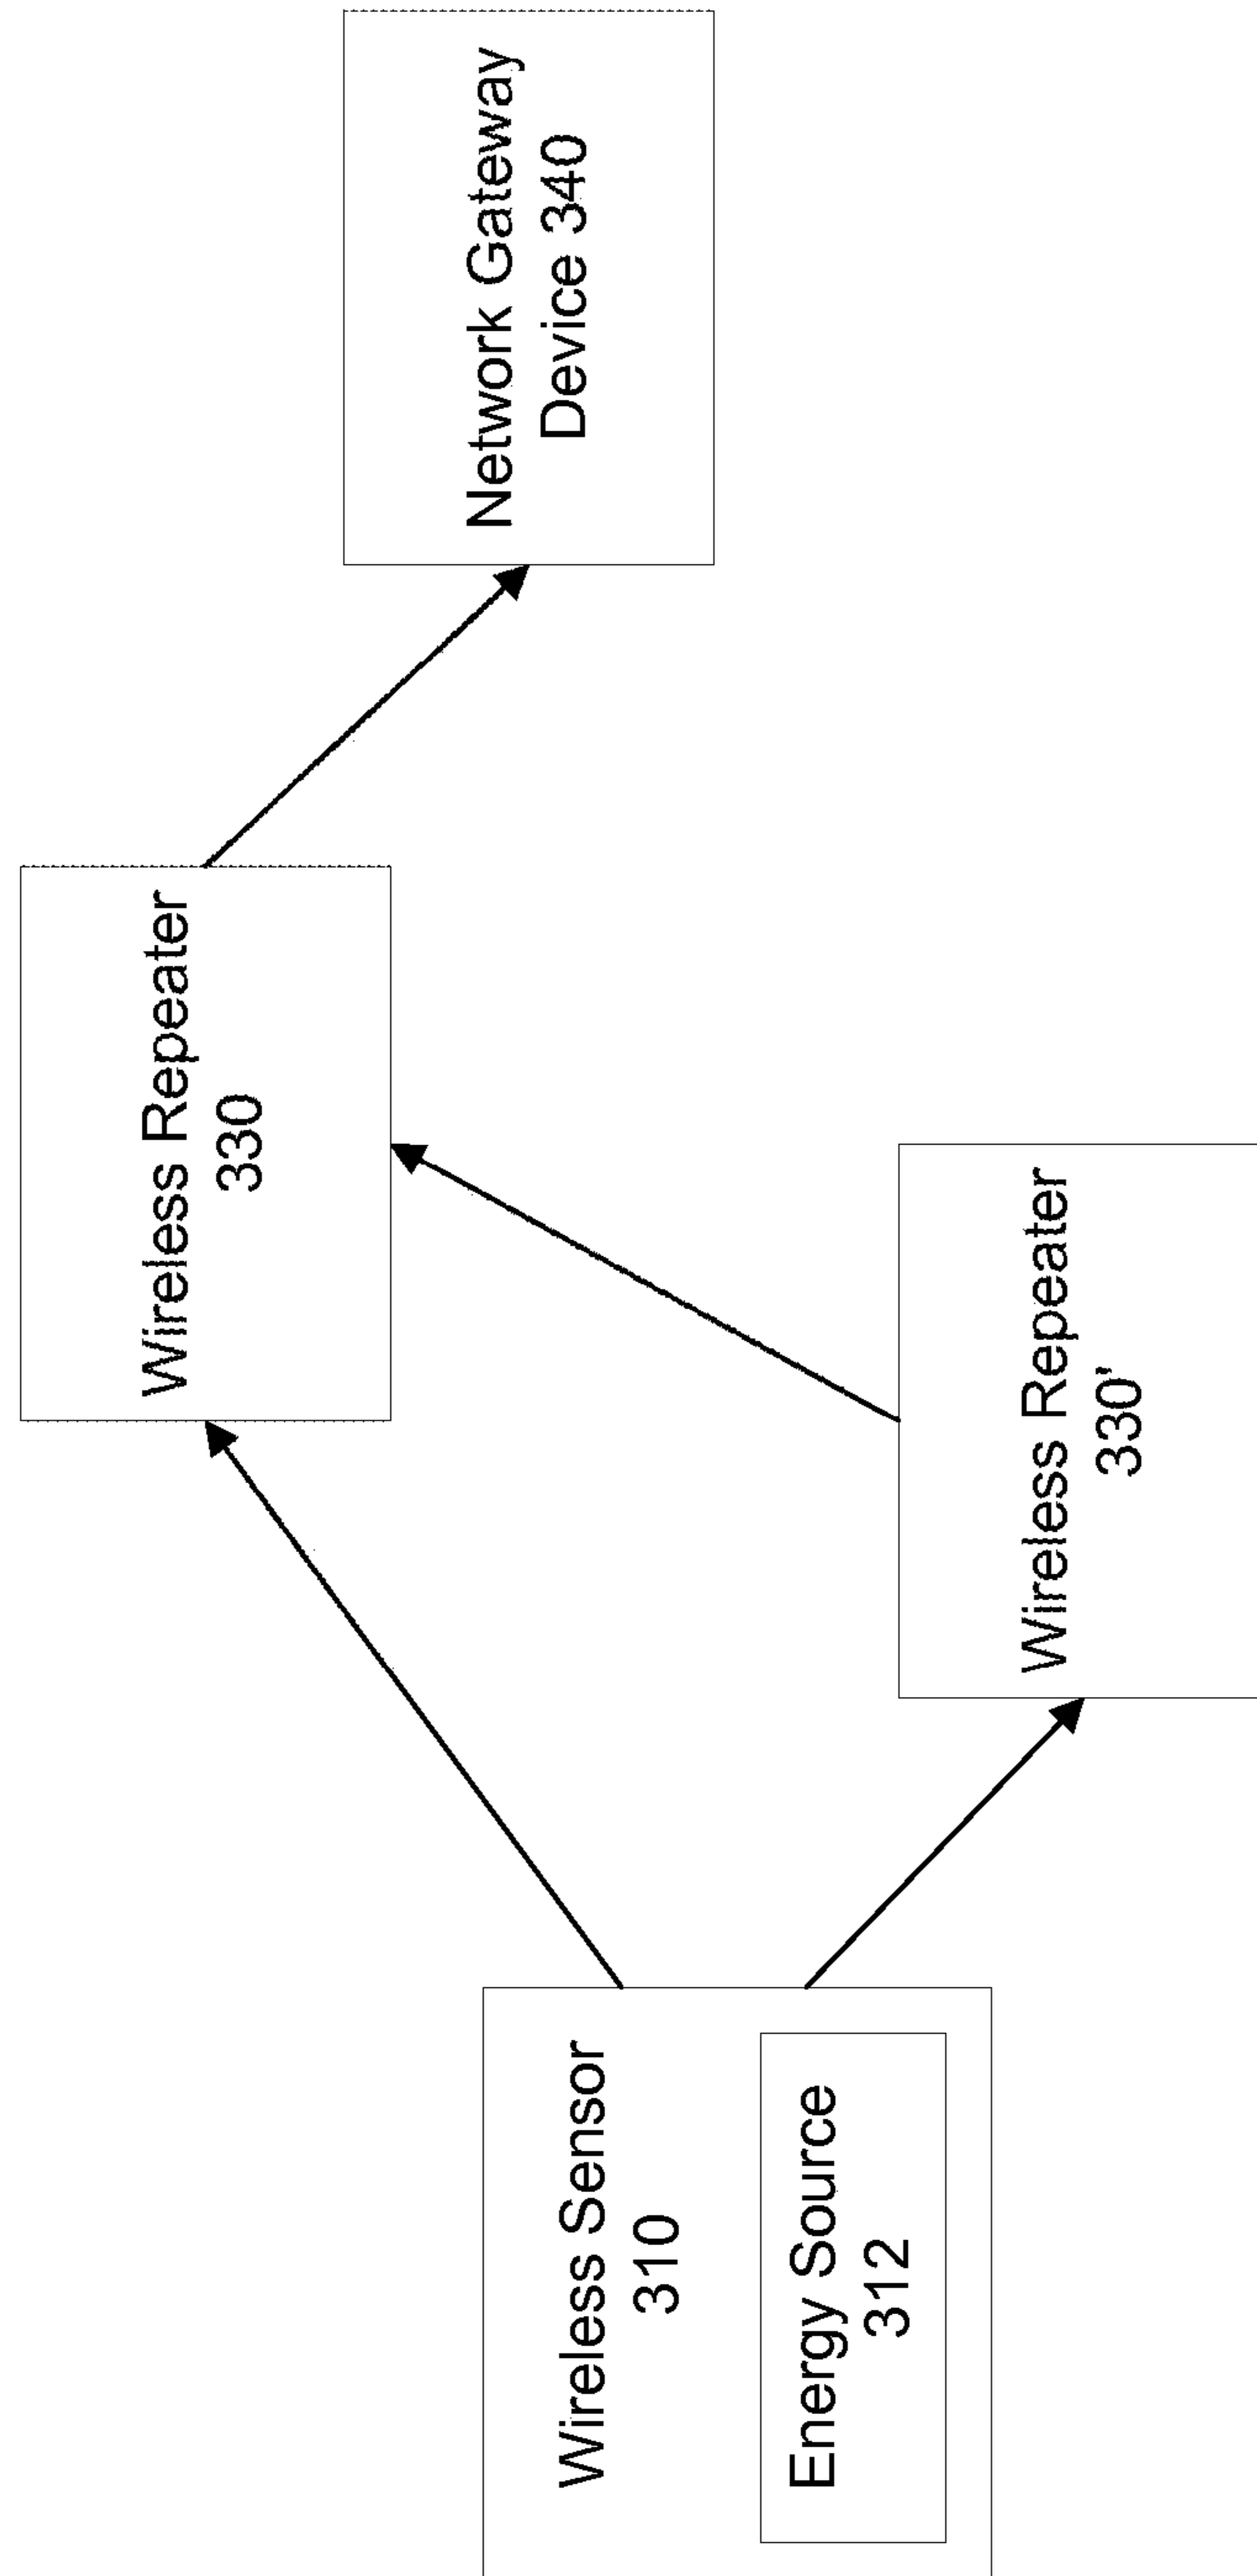 Wireless Sensor
310
Energy Source
312
Wireless Repeater
330
Wireless Repeater
330'
Network Gateway
Device 340